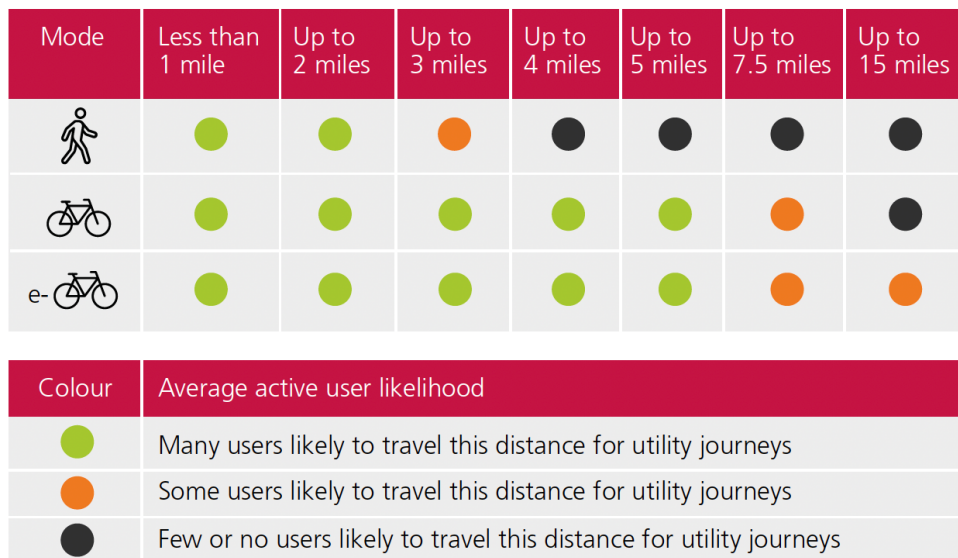 Mode
Less than
1 mile
Up to
2 miles
Up to
3 miles
Up to
4 miles
Up to
5 miles
Up to
7.5 miles
Up to
15 miles
e-
Colour
Average active user likelihood
Many users likely to travel this distance for utility journeys
Some users likely to travel this distance for utility journeys
Few or no users likely to travel this distance for utility journeys